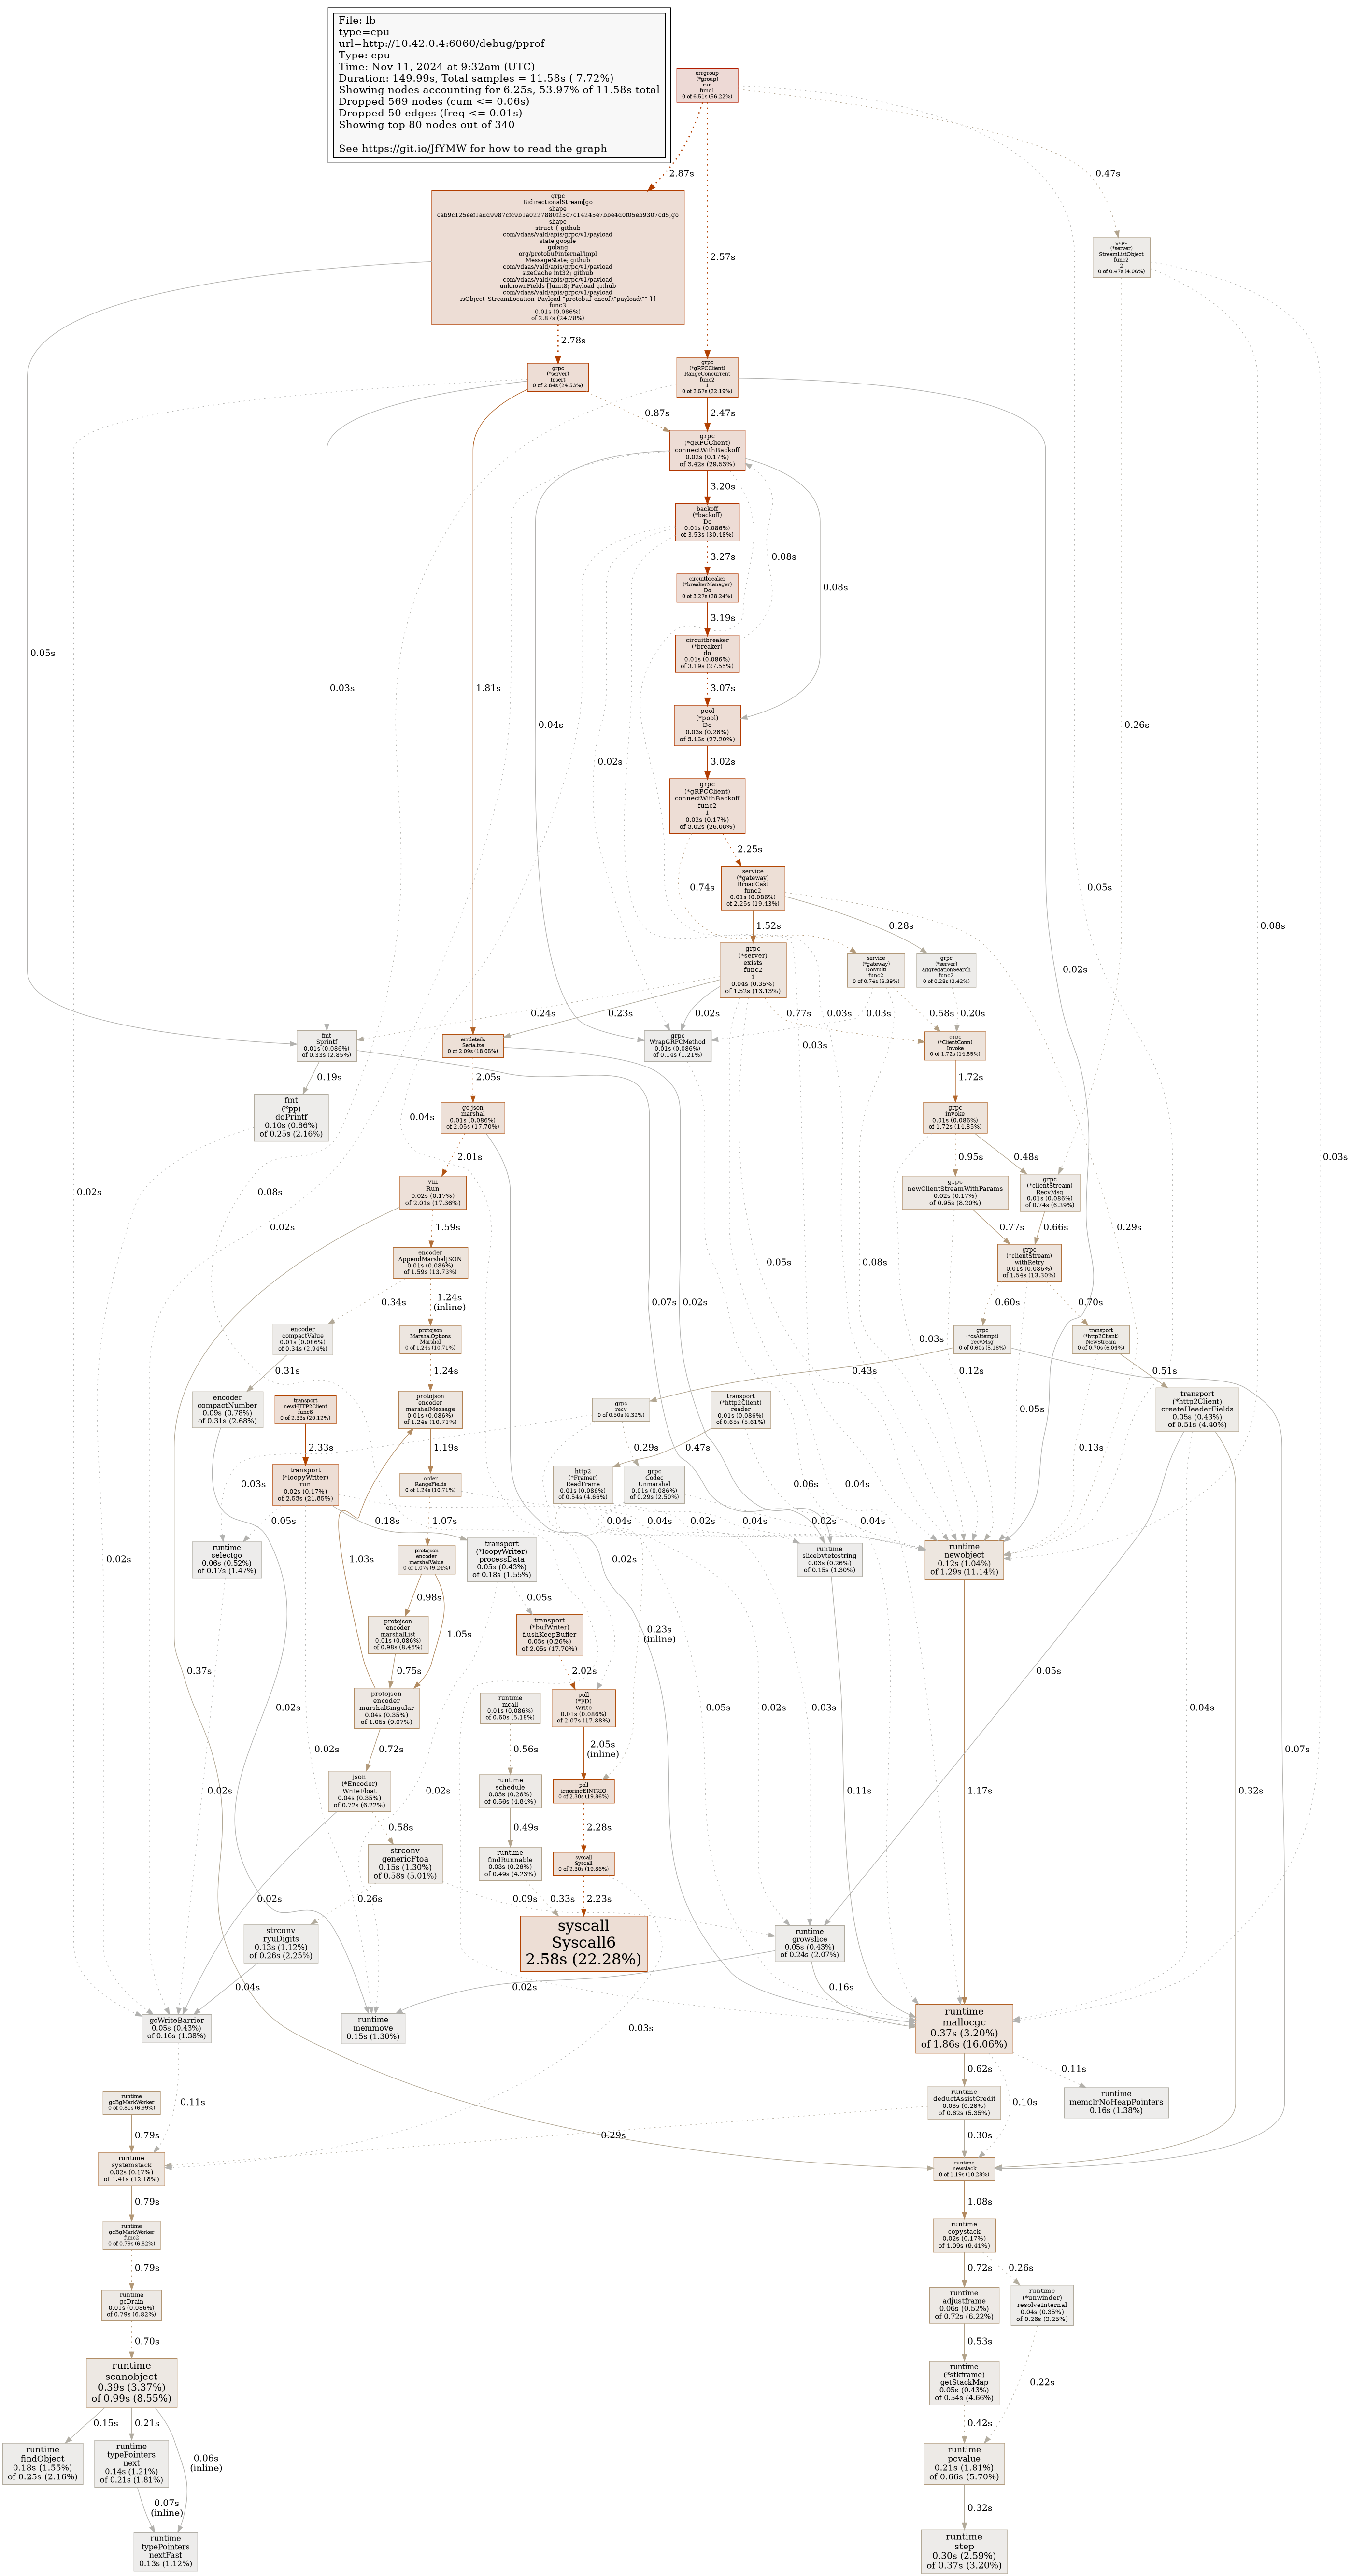 File: lb
type=cpu
url=http://10.42.0.4:6060/debug/pprof
Type: cpu
Time: Nov 11, 2024 at 9:32am (UTC)
Duration: 149.99s, Total samples = 11.58s ( 7.72%)
Showing nodes accounting for 6.25s, 53.97% of 11.58s total
Dropped 569 nodes (cum <= 0.06s)
Dropped 50 edges (freq <= 0.01s)
Showing top 80 nodes out of 340
See https://git.io/JfYMW for how to read the graph
errgroup
(*group)
run
func1
0 of 6.51s (56.22%)
2.87s
2.57s
0.47s
grpc
BidirectionalStream[go
shape
shape
struct { github
com/vdaas/vald/apis/grpc/v1/payload
state google
golang
org/protobuf/internal/impl
MessageState; github
com/vdaas/vald/apis/grpc/v1/payload
sizeCache int32; github
com/vdaas/vald/apis/grpc/v1/payload
unknownFields []uint8; Payload github
com/vdaas/vald/apis/grpc/v1/payload
isObject_StreamLocation_Payload "protobuf_oneof:\"payload\"" }]
func3
0.01s (0.086%)
of 2.87s (24.78%)
grpc
(*server)
StreamListObject
func2
2
0 of 0.47s (4.06%)
2.78s
grpc
(*server)
Insert
0 of 2.84s (24.53%)
grpc
(*gRPCClient)
RangeConcurrent
func2
1
0 of 2.57s (22.19%)
0.87s
2.47s
grpc
(*gRPCClient)
connectWithBackoff
0.02s (0.17%)
of 3.42s (29.53%)
3.20s
backoff
(*backoff)
Do
0.01s (0.086%)
of 3.53s (30.48%)
3.27s
0.08s
circuitbreaker
(*breakerManager)
Do
0 of 3.27s (28.24%)
0.08s
3.19s
circuitbreaker
(*breaker)
do
0.01s (0.086%)
of 3.19s (27.55%)
0.05s
0.03s
1.81s
3.07s
pool
(*pool)
Do
0.03s (0.26%)
of 3.15s (27.20%)
0.04s
0.26s
0.02s
3.02s
grpc
(*gRPCClient)
connectWithBackoff
func2
1
0.02s (0.17%)
of 3.02s (26.08%)
2.25s
0.74s
0.05s
service
(*gateway)
BroadCast
func2
0.01s (0.086%)
of 2.25s (19.43%)
1.52s
0.28s
0.08s
grpc
(*server)
exists
func2
1
0.04s (0.35%)
of 1.52s (13.13%)
service
(*gateway)
DoMulti
func2
0 of 0.74s (6.39%)
grpc
(*server)
aggregationSearch
func2
0 of 0.28s (2.42%)
0.02s
0.24s
0.23s
0.02s
0.77s
0.03s
0.03s
0.58s
0.20s
fmt
Sprintf
0.01s (0.086%)
of 0.33s (2.85%)
errdetails
Serialize
0 of 2.09s (18.05%)
grpc
WrapGRPCMethod
0.01s (0.086%)
of 0.14s (1.21%)
0.03s
grpc
(*ClientConn)
Invoke
0 of 1.72s (14.85%)
0.19s
2.05s
1.72s
fmt
(*pp)
doPrintf
0.10s (0.86%)
of 0.25s (2.16%)
0.04s
go-json
marshal
0.01s (0.086%)
of 2.05s (17.70%)
grpc
invoke
0.01s (0.086%)
of 1.72s (14.85%)
2.01s
0.95s
0.48s
0.03s
0.02s
0.08s
vm
Run
0.02s (0.17%)
of 2.01s (17.36%)
grpc
newClientStreamWithParams
0.02s (0.17%)
of 0.95s (8.20%)
grpc
(*clientStream)
RecvMsg
0.01s (0.086%)
of 0.74s (6.39%)
0.02s
1.59s
0.77s
0.66s
0.29s
encoder
AppendMarshalJSON
0.01s (0.086%)
of 1.59s (13.73%)
0.05s
0.08s
grpc
(*clientStream)
withRetry
0.01s (0.086%)
of 1.54s (13.30%)
0.34s
1.24s
(inline)
0.07s
0.02s
0.60s
0.70s
encoder
compactValue
0.01s (0.086%)
of 0.34s (2.94%)
protojson
MarshalOptions
Marshal
0 of 1.24s (10.71%)
0.03s
grpc
(*csAttempt)
recvMsg
0 of 0.60s (5.18%)
transport
(*http2Client)
NewStream
0 of 0.70s (6.04%)
0.31s
1.24s
0.12s
0.43s
0.51s
encoder
compactNumber
0.09s (0.78%)
of 0.31s (2.68%)
transport
newHTTP2Client
func6
0 of 2.33s (20.12%)
protojson
encoder
marshalMessage
0.01s (0.086%)
of 1.24s (10.71%)
grpc
recv
0 of 0.50s (4.32%)
transport
(*http2Client)
reader
0.01s (0.086%)
of 0.65s (5.61%)
0.05s
transport
(*http2Client)
createHeaderFields
0.05s (0.43%)
of 0.51s (4.40%)
2.33s
1.19s
0.29s
0.47s
0.13s
transport
(*loopyWriter)
run
0.02s (0.17%)
of 2.53s (21.85%)
0.03s
order
RangeFields
0 of 1.24s (10.71%)
http2
(*Framer)
ReadFrame
0.01s (0.086%)
of 0.54s (4.66%)
grpc
Codec
Unmarshal
0.01s (0.086%)
of 0.29s (2.50%)
0.06s
0.04s
0.05s
0.18s
1.07s
0.04s
0.04s
0.02s
0.04s
0.02s
0.04s
runtime
selectgo
0.06s (0.52%)
of 0.17s (1.47%)
transport
(*loopyWriter)
processData
0.05s (0.43%)
of 0.18s (1.55%)
protojson
encoder
marshalValue
0 of 1.07s (9.24%)
0.02s
runtime
slicebytetostring
0.03s (0.26%)
of 0.15s (1.30%)
runtime
newobject
0.12s (1.04%)
of 1.29s (11.14%)
0.02s
1.03s
0.98s
0.05s
protojson
encoder
marshalList
0.01s (0.086%)
of 0.98s (8.46%)
1.05s
transport
(*bufWriter)
flushKeepBuffer
0.03s (0.26%)
of 2.05s (17.70%)
0.23s
(inline)
0.37s
0.75s
2.02s
0.05s
protojson
encoder
marshalSingular
0.04s (0.35%)
of 1.05s (9.07%)
runtime
mcall
0.01s (0.086%)
of 0.60s (5.18%)
poll
(*FD)
Write
0.01s (0.086%)
of 2.07s (17.88%)
0.05s
0.02s
0.03s
0.04s
0.02s
0.02s
0.72s
0.56s
2.05s
(inline)
0.07s
json
(*Encoder)
WriteFloat
0.04s (0.35%)
of 0.72s (6.22%)
runtime
schedule
0.03s (0.26%)
of 0.56s (4.84%)
poll
ignoringEINTRIO
0 of 2.30s (19.86%)
0.02s
0.02s
0.11s
1.17s
0.32s
0.58s
0.49s
2.28s
strconv
genericFtoa
0.15s (1.30%)
of 0.58s (5.01%)
runtime
findRunnable
0.03s (0.26%)
of 0.49s (4.23%)
syscall
Syscall
0 of 2.30s (19.86%)
0.02s
0.26s
0.09s
0.33s
2.23s
strconv
ryuDigits
0.13s (1.12%)
of 0.26s (2.25%)
syscall
Syscall6
2.58s (22.28%)
runtime
growslice
0.05s (0.43%)
of 0.24s (2.07%)
0.04s
0.02s
0.16s
gcWriteBarrier
0.05s (0.43%)
of 0.16s (1.38%)
runtime
memmove
0.15s (1.30%)
0.03s
runtime
mallocgc
0.37s (3.20%)
of 1.86s (16.06%)
0.62s
0.11s
runtime
gcBgMarkWorker
0 of 0.81s (6.99%)
0.11s
runtime
deductAssistCredit
0.03s (0.26%)
of 0.62s (5.35%)
0.10s
runtime
memclrNoHeapPointers
0.16s (1.38%)
0.79s
0.29s
0.30s
runtime
systemstack
0.02s (0.17%)
of 1.41s (12.18%)
runtime
newstack
0 of 1.19s (10.28%)
0.79s
1.08s
runtime
gcBgMarkWorker
func2
0 of 0.79s (6.82%)
runtime
copystack
0.02s (0.17%)
of 1.09s (9.41%)
0.79s
0.72s
0.26s
runtime
gcDrain
0.01s (0.086%)
of 0.79s (6.82%)
runtime
adjustframe
0.06s (0.52%)
of 0.72s (6.22%)
runtime
(*unwinder)
resolveInternal
0.04s (0.35%)
of 0.26s (2.25%)
0.70s
0.53s
runtime
scanobject
0.39s (3.37%)
of 0.99s (8.55%)
runtime
(*stkframe)
getStackMap
0.05s (0.43%)
of 0.54s (4.66%)
0.22s
0.15s
0.21s
0.06s
(inline)
0.42s
runtime
findObject
0.18s (1.55%)
of 0.25s (2.16%)
runtime
typePointers
next
0.14s (1.21%)
of 0.21s (1.81%)
runtime
pcvalue
0.21s (1.81%)
of 0.66s (5.70%)
0.07s
(inline)
0.32s
runtime
typePointers
nextFast
0.13s (1.12%)
runtime
step
0.30s (2.59%)
of 0.37s (3.20%)